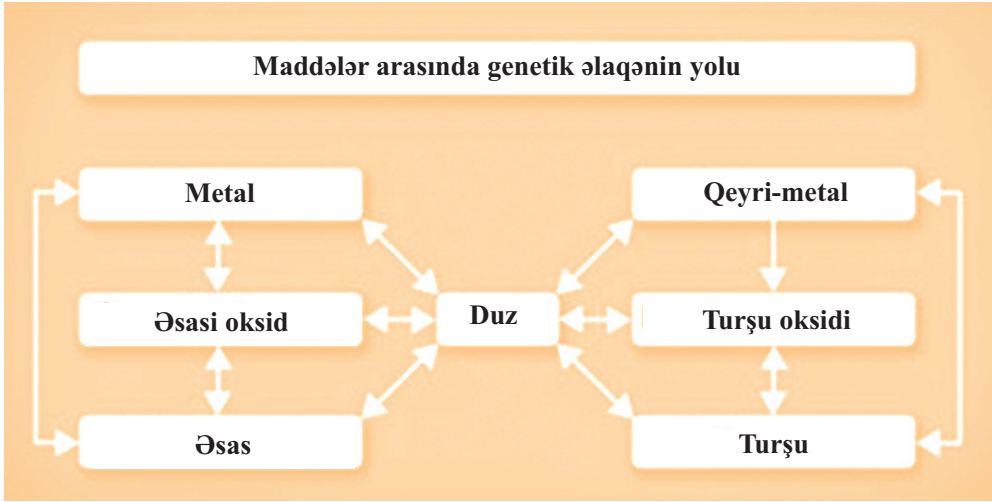 Maddələr arasında genetik əlaqənin yolu
Metal
Qeyri-metal
Əsasi oksid
Duz
Turşu oksidi
Əsas
Turşu